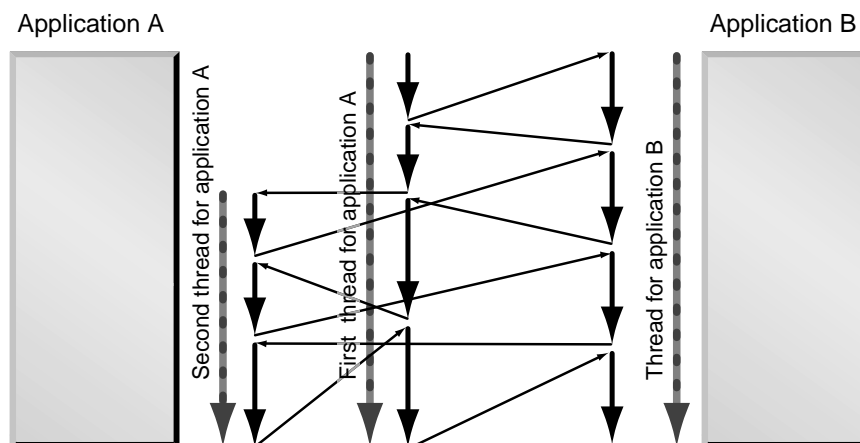 Application A
Application B
Second thread for application A
First thread for application A
Thread for application B